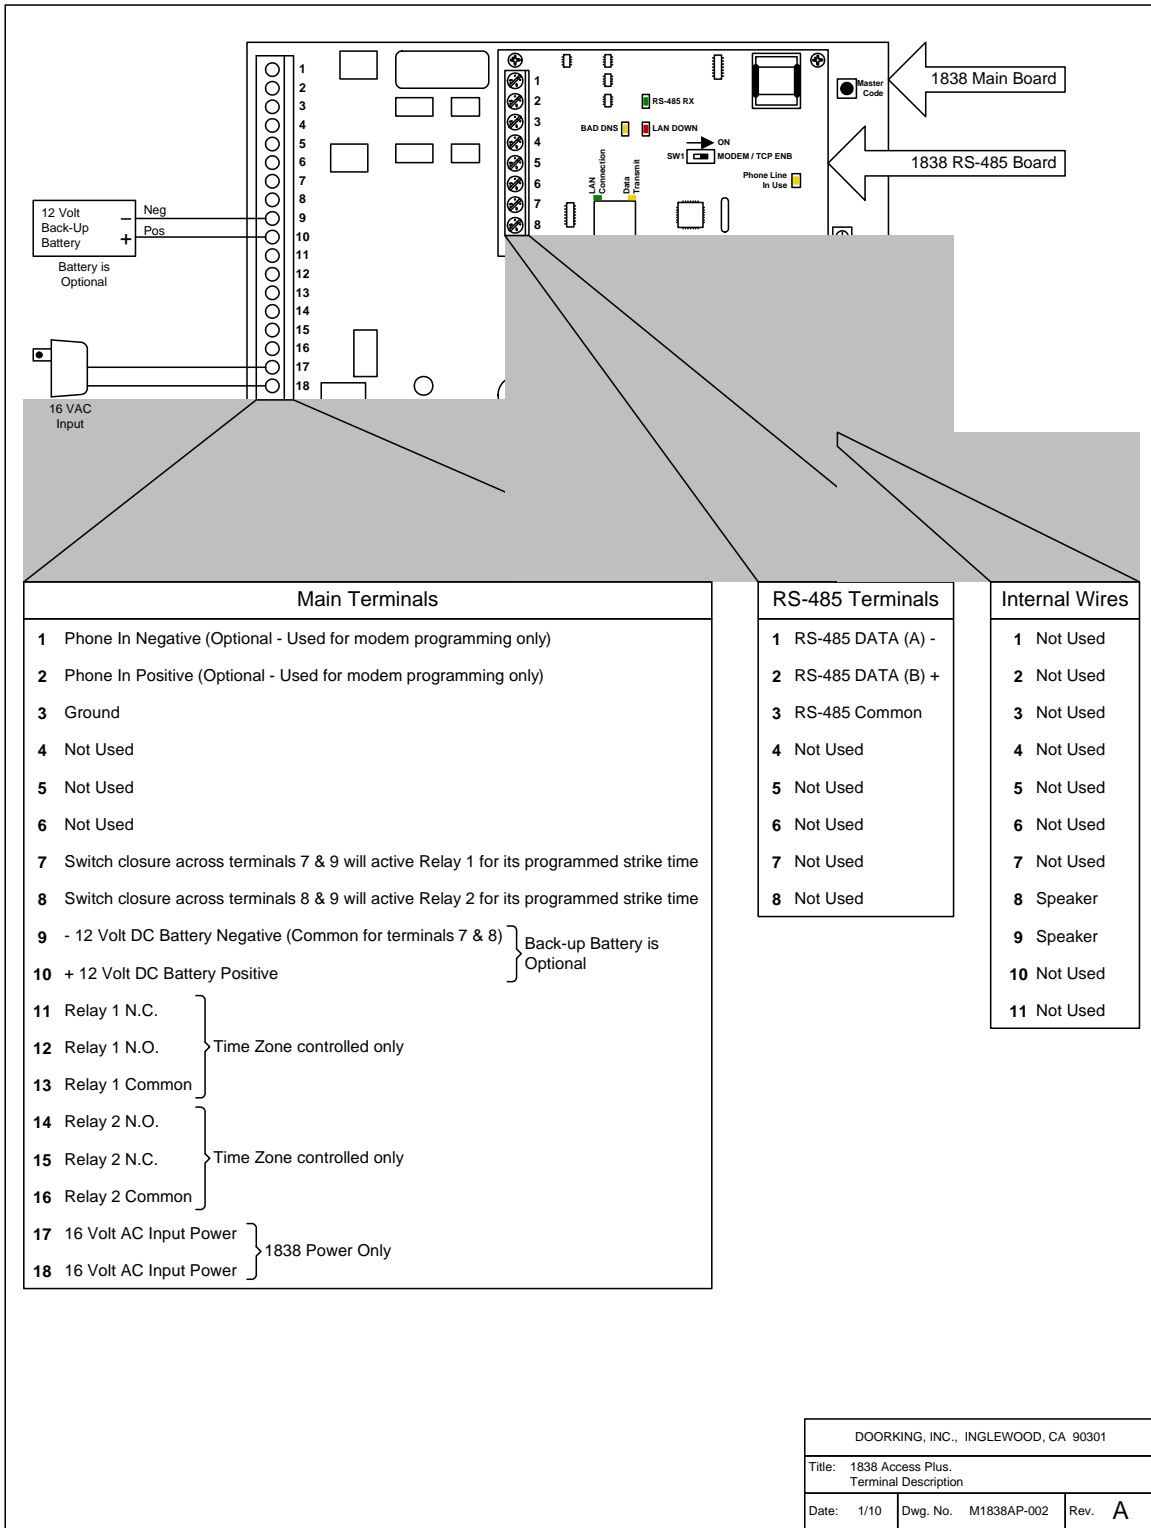 1
2
3
4
5
6
7
8
9
10
11
12
13
14
15
16
17
18
1
2
3
4
5
6
7
8
RS-485 RX
BAD DNS
LAN DOWN
ON
SW1
MODEM / TCP ENB
LAN
Connection
Data
Transmit
Phone Line
In Use
Master
Code
1838 Main Board
1838 RS-485 Board
12 Volt
Back-Up
Battery
–
+
Neg
Pos
Battery is
Optional
16 VAC
Input
Main Terminals
1 Phone In Negative (Optional - Used for modem programming only)
2 Phone In Positive (Optional - Used for modem programming only)
3 Ground
4 Not Used
5 Not Used
6 Not Used
7 Switch closure across terminals 7 & 9 will active Relay 1 for its programmed strike time
8 Switch closure across terminals 8 & 9 will active Relay 2 for its programmed strike time
9 - 12 Volt DC Battery Negative (Common for terminals 7 & 8)
10 + 12 Volt DC Battery Positive
Back-up Battery is
Optional
11 Relay 1 N.C.
12 Relay 1 N.O.
13 Relay 1 Common
Time Zone controlled only
14 Relay 2 N.O.
15 Relay 2 N.C.
16 Relay 2 Common
Time Zone controlled only
17 16 Volt AC Input Power
18 16 Volt AC Input Power
1838 Power Only
RS-485 Terminals
1 RS-485 DATA (A) -
2 RS-485 DATA (B) +
3 RS-485 Common
4 Not Used
5 Not Used
6 Not Used
7 Not Used
8 Not Used
Internal Wires
1 Not Used
2 Not Used
3 Not Used
4 Not Used
5 Not Used
6 Not Used
7 Not Used
8 Speaker
9 Speaker
10 Not Used
11 Not Used
DOORKING, INC., INGLEWOOD, CA 90301
Title: 1838 Access Plus.
Terminal Description
Date: 1/10 Dwg. No. M1838AP-002 Rev. A